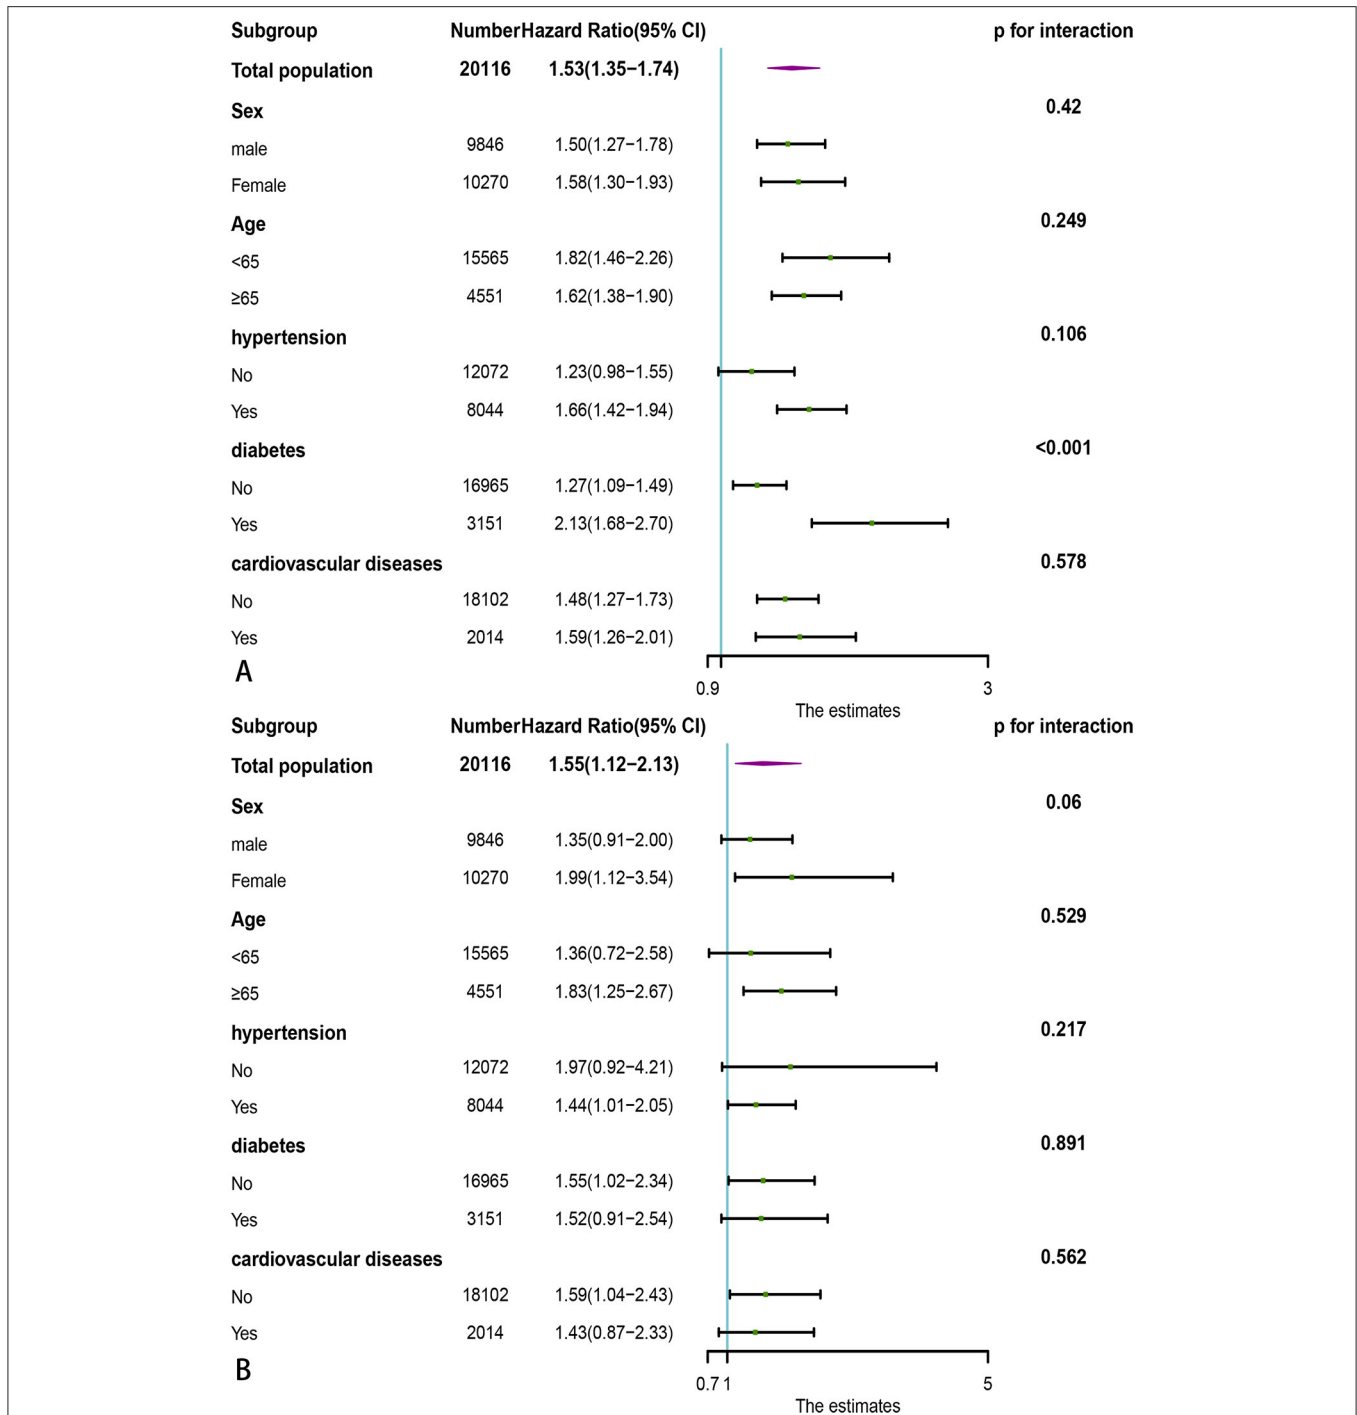 Subgroup NumberHazard Ratio(95% CI) p for interaction
Total population 20116 1.53(1.35−1.74)
Sex 0.42
male 9846 1.50(1.27−1.78)
Female 10270 1.58(1.30−1.93)
Age 0.249
<65 15565 1.82(1.46−2.26)
≥65 4551 1.62(1.38−1.90)
hypertension 0.106
No 12072 1.23(0.98−1.55)
Yes 8044 1.66(1.42−1.94)
diabetes <0.001
No 16965 1.27(1.09−1.49)
Yes 3151 2.13(1.68−2.70)
cardiovascular diseases 0.578
No 18102 1.48(1.27−1.73)
Yes 2014 1.59(1.26−2.01)
A
0.9 3
The estimates
Subgroup NumberHazard Ratio(95% CI) p for interaction
Total population 20116 1.55(1.12−2.13)
Sex 0.06
male 9846 1.35(0.91−2.00)
Female 10270 1.99(1.12−3.54)
Age 0.529
<65 15565 1.36(0.72−2.58)
≥65 4551 1.83(1.25−2.67)
hypertension 0.217
No 12072 1.97(0.92−4.21)
Yes 8044 1.44(1.01−2.05)
diabetes 0.891
No 16965 1.55(1.02−2.34)
Yes 3151 1.52(0.91−2.54)
cardiovascular diseases 0.562
No 18102 1.59(1.04−2.43)
Yes 2014 1.43(0.87−2.33)
B
0.7 1 5
The estimates